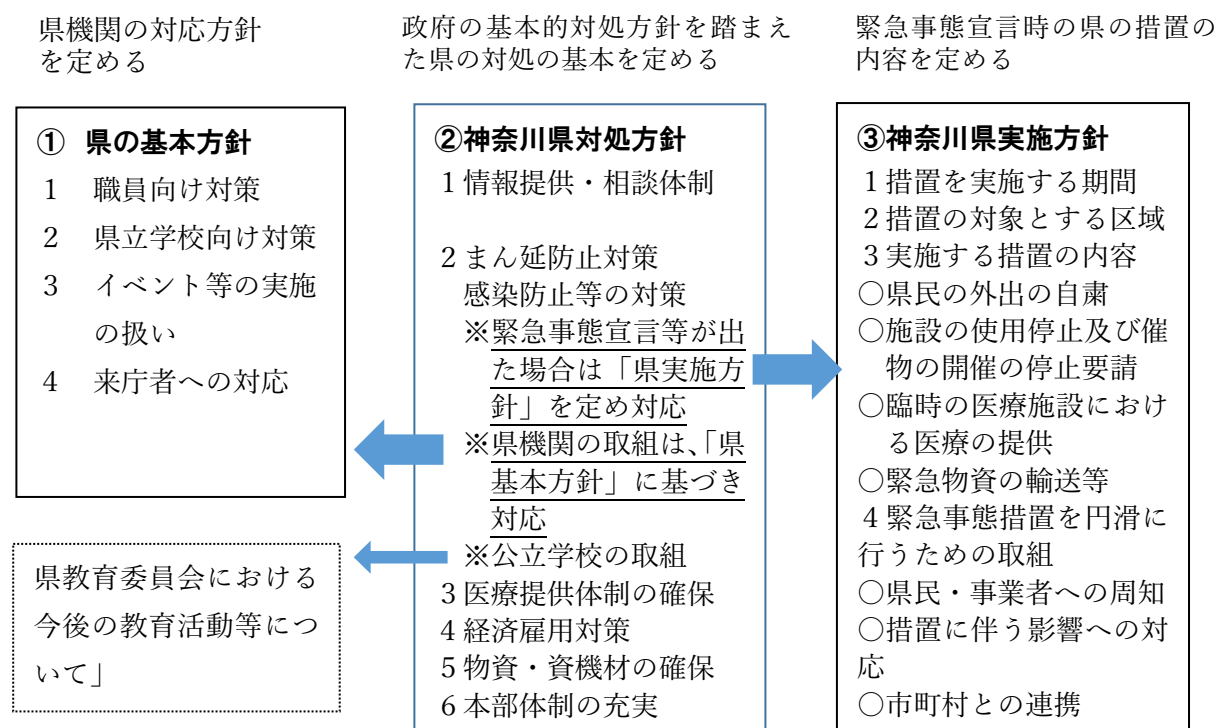 県機関の対応方針
を定める
政府の基本的対処方針を踏まえ
た県の対処の基本を定める
緊急事態宣言時の県の措置の
内容を定める
① 県の基本方針
1 職員向け対策
2 県立学校向け対策
3 イベント等の実施
の扱い
4 来庁者への対応
県教育委員会における
今後の教育活動等につ
いて」
②神奈川県対処方針
1情報提供・相談体制
2まん延防止対策
感染防止等の対策
※緊急事態宣言等が出
た場合は「県実施方
針」を定め対応
※県機関の取組は、「県
基本方針」に基づき
対応
※公立学校の取組
3医療提供体制の確保
4経済雇用対策
5物資・資機材の確保
6本部体制の充実
③神奈川県実施方針
1措置を実施する期間
2措置の対象とする区域
3実施する措置の内容
○県民の外出の自粛
○施設の使用停止及び催
物の開催の停止要請
○臨時の医療施設におけ
る医療の提供
○緊急物資の輸送等
4緊急事態措置を円滑に
行うための取組
○県民・事業者への周知
○措置に伴う影響への対
応
○市町村との連携